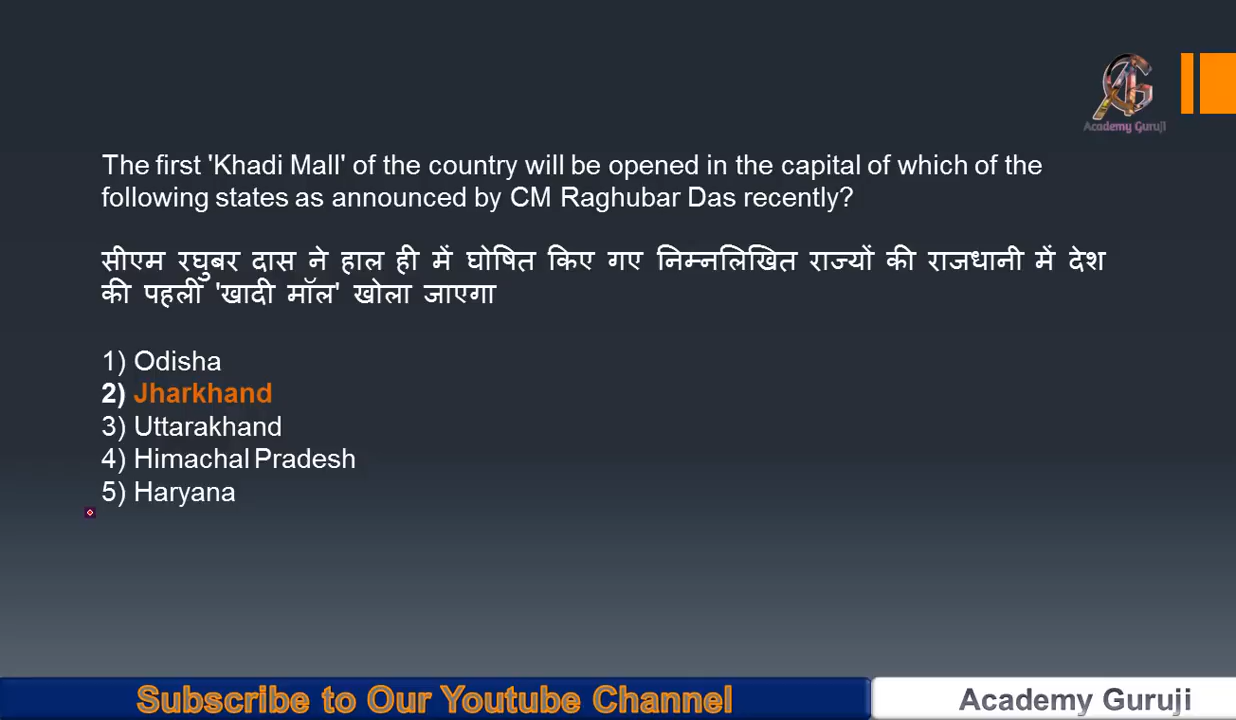 Academy Guruji
The first 'Khadi Mall' of the country will be opened in the capital of which of the
following states as announced by CM Raghubar Das recently?
सीएम रघुबर दास ने हाल ही में घोषित किए गए निम्नलिखित राज्यों की राजधानी में देश
की पहली 'खादी मॉल' खोला जाएगा
1) Odisha
2) Jharkhand
3) Uttarakhand
4) Himachal Pradesh
5) Haryana
Subscribe to Our Youtube Channel
Academy Guruji